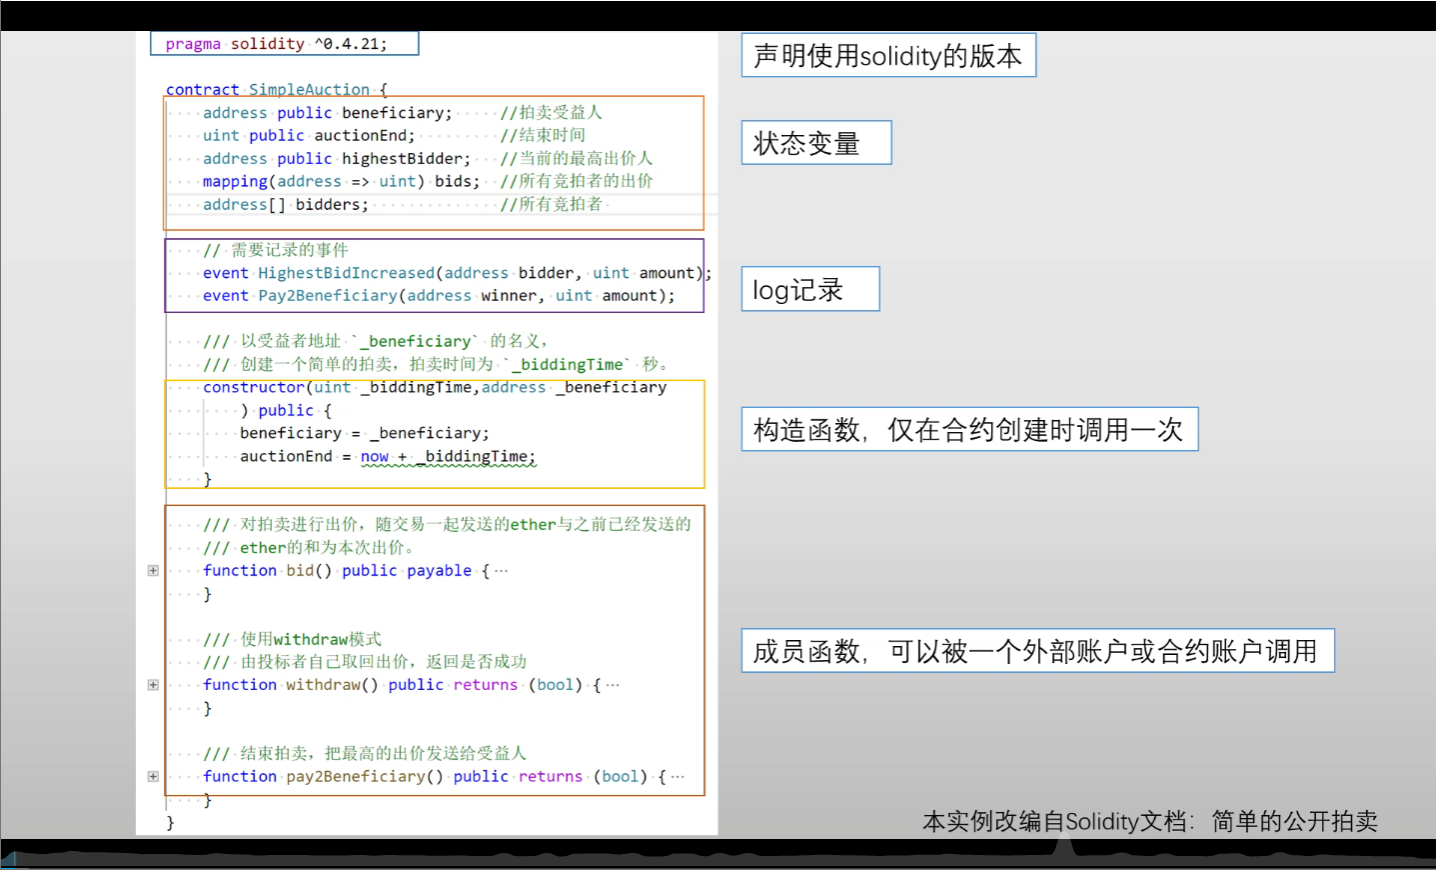 pragma solidity ^0.4.21;
声明使用solidity的版本
contract SimpleAuction {
address public beneficiary; //拍卖受益人
uint public auctionEnd; //结束时间
address public highestBidder; //当前的最高出价人
mapping(address => uint) bids; //所有竞拍者的出价
address[] bidders; //所有竞拍者
状态变量
// 需要记录的事件
event HighestBidIncreased(address bidder, uint amount);
event Pay2Beneficiary(address winner, uint amount);
log记录
/// 以受益者地址 `_beneficiary` 的名义，
/// 创建一个简单的拍卖，拍卖时间为 `_biddingTime` 秒。
constructor(uint _biddingTime,address _beneficiary
) public {
beneficiary = _beneficiary;
auctionEnd = now + _biddingTime;
}
构造函数，仅在合约创建时调用一次
/// 对拍卖进行出价，随交易一起发送的ether与之前已经发送的
/// ether的和为本次出价。
function bid() public payable { ...
}
/// 使用withdraw模式
/// 由投标者自己取回出价，返回是否成功
function withdraw() public returns (bool) { ...
}
/// 结束拍卖，把最高的出价发送给受益人
function pay2Beneficiary() public returns (bool) { ...
}
}
成员函数，可以被一个外部账户或合约账户调用
本实例改编自Solidity文档：简单的公开拍卖